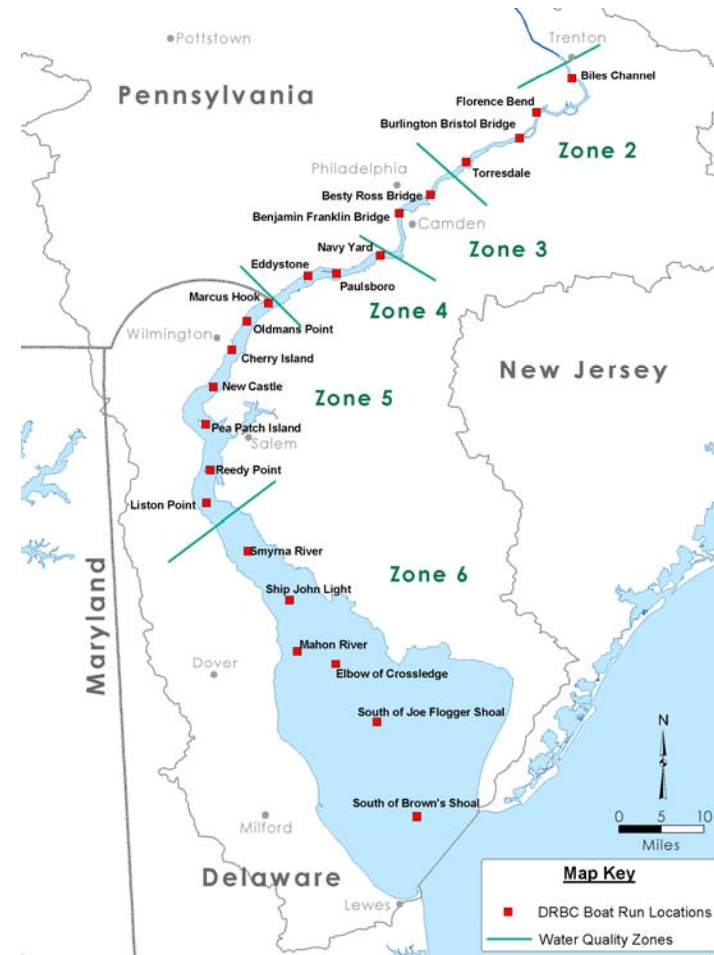 Pottstown
Trenton
Biles Channel
Pennsylvania
Florence Bend
Burlington Bristol Bridge
Zone 2
Philadelphia
Torresdale
Besty Ross Bridge
Benjamin Franklin Bridge
Camden
Navy Yard
Zone 3
Eddystone
Paulsboro
Marcus Hook
Zone 4
Oldmans Point
Wilmington
Cherry Island
New Jersey
New Castle
Zone 5
Pea Patch Island
Salem
Reedy Point
Liston Point
Smyrna River
Zone 6
Ship John Light
Maryland
Mahon River
Dover
Elbow of Crossledge
South of Joe Flogger Shoal
N
South of Brown's Shoal
0 5 10
Miles
Milford
Delaware
Lewes
Map Key
DRBC Boat Run Locations
Water Quality Zones